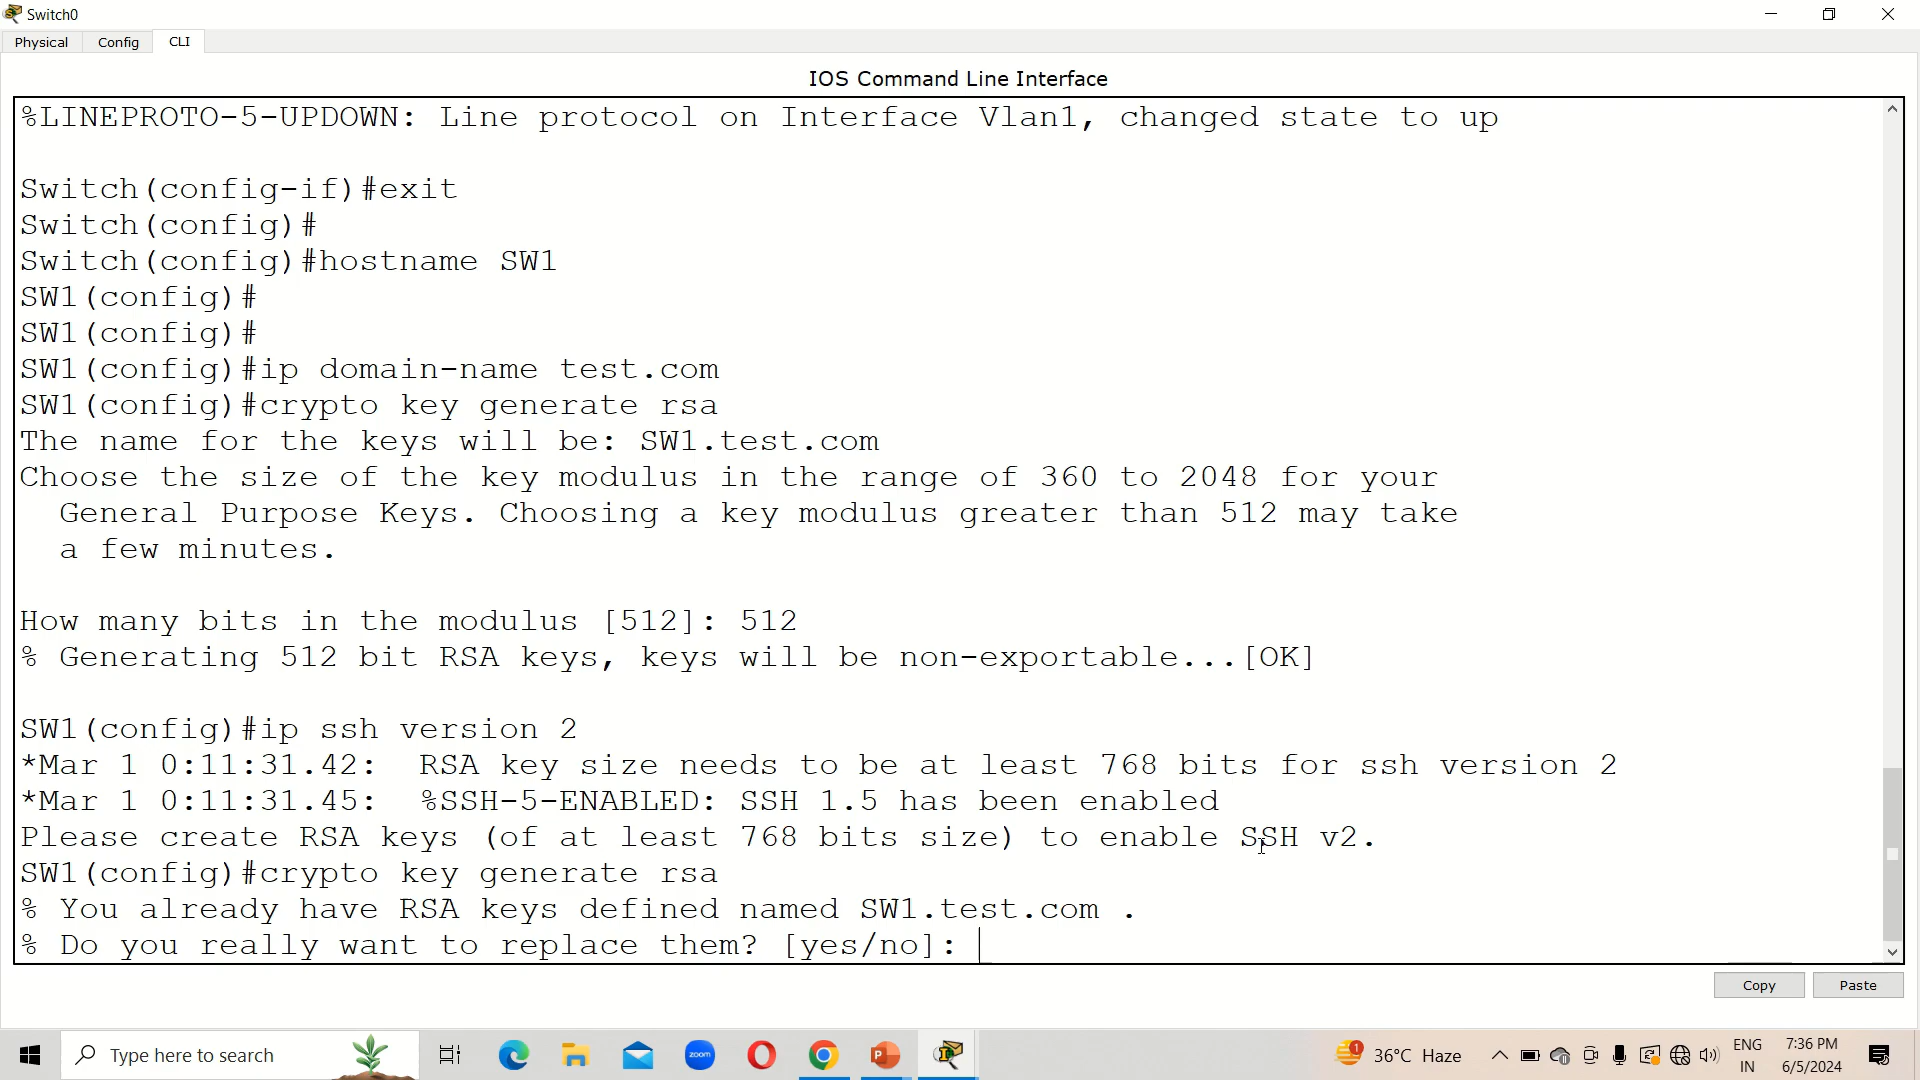 Switch0
Physical Config CLI
IOS Command Line Interface
%LINEPROTO-5-UPDOWN: Line protocol on Interface Vlan1, changed state to up
Switch(config-if)#exit
Switch(config)#
Switch(config)#hostname SW1
SW1(config)#
SW1(config)#
SW1(config)#ip domain-name test.com
SW1(config)#crypto key generate rsa
The name for the keys will be: SW1.test.com
Choose the size of the key modulus in the range of 360 to 2048 for your
General Purpose Keys. Choosing a key modulus greater than 512 may take
a few minutes.
How many bits in the modulus [512]: 512
% Generating 512 bit RSA keys, keys will be non-exportable...[OK]
SW1(config)#ip ssh version 2
*Mar 1 0:11:31.42: RSA key size needs to be at least 768 bits for ssh version 2
*Mar 1 0:11:31.45: %SSH-5-ENABLED: SSH 1.5 has been enabled
Please create RSA keys (of at least 768 bits size) to enable SSH v2.
SW1(config)#crypto key generate rsa
% You already have RSA keys defined named SW1.test.com .
% Do you really want to replace them? [yes/no]:
Copy Paste
Type here to search
zoom
1
36°C Haze
ENG
IN
7:36 PM
6/5/2024